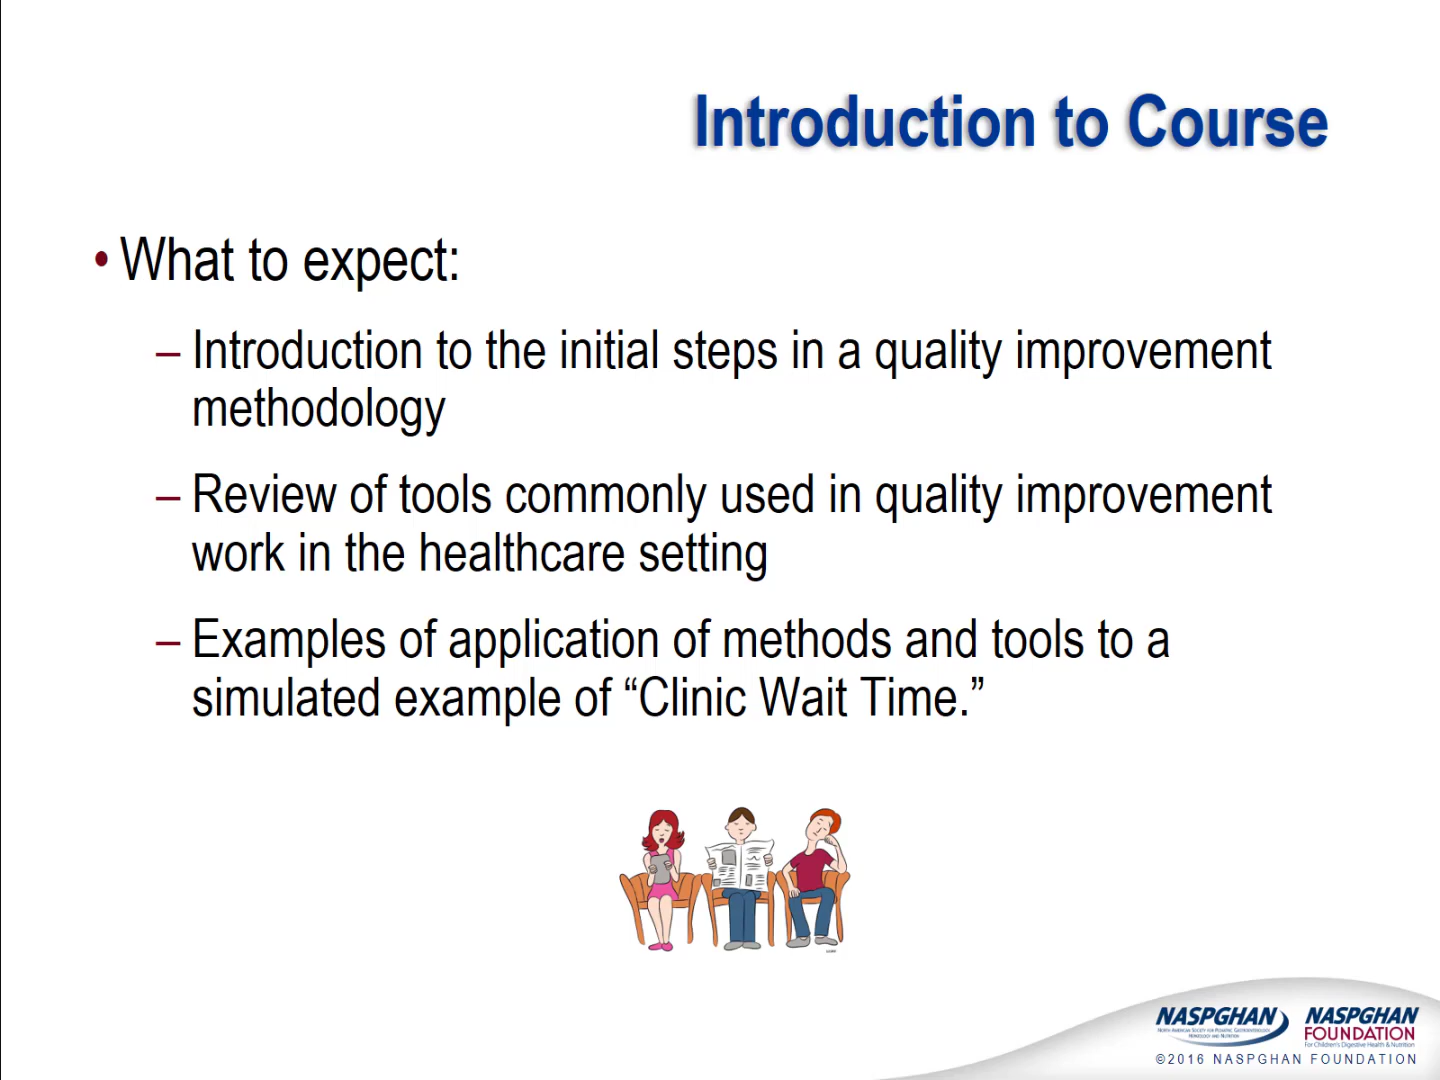 Introduction to Course
• What to expect:
– Introduction to the initial steps in a quality improvement
methodology
– Review of tools commonly used in quality improvement
work in the healthcare setting
– Examples of application of methods and tools to a
simulated example of “Clinic Wait Time.”
NASPGHAN
North American Society for Pediatric Gastroenterology,
Hepatology and Nutrition
NASPGHAN
FOUNDATION
For Children's Digestive Health & Nutrition
©2016 NASPGHAN FOUNDATION